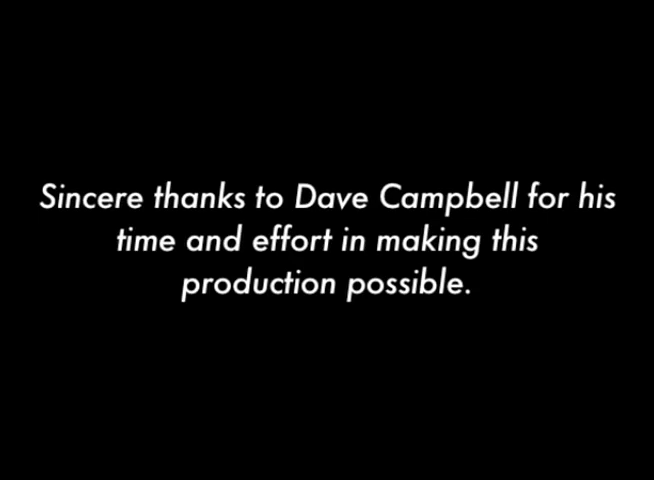 Sincere thanks to Dave Campbell for his
time and effort in making this
production possible.